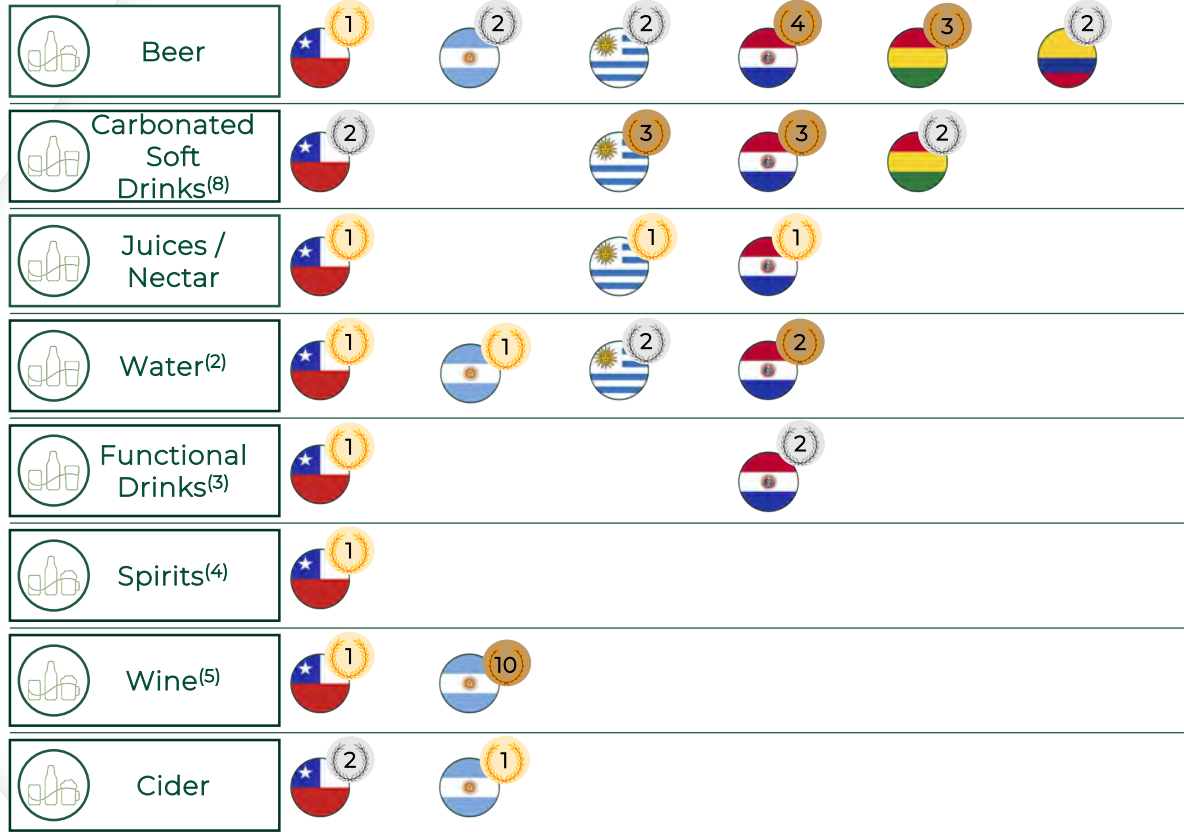 Beer 1 2 2 4 3 2
Carbonated
Soft
Drinks(8)
2 3 3 2
Juices /
Nectar
1 1 1
Water(2) 1 1 2 2
Functional
Drinks(3)
1 2
Spirits(4) 1
Wine(5) 1 10
Cider 2 1